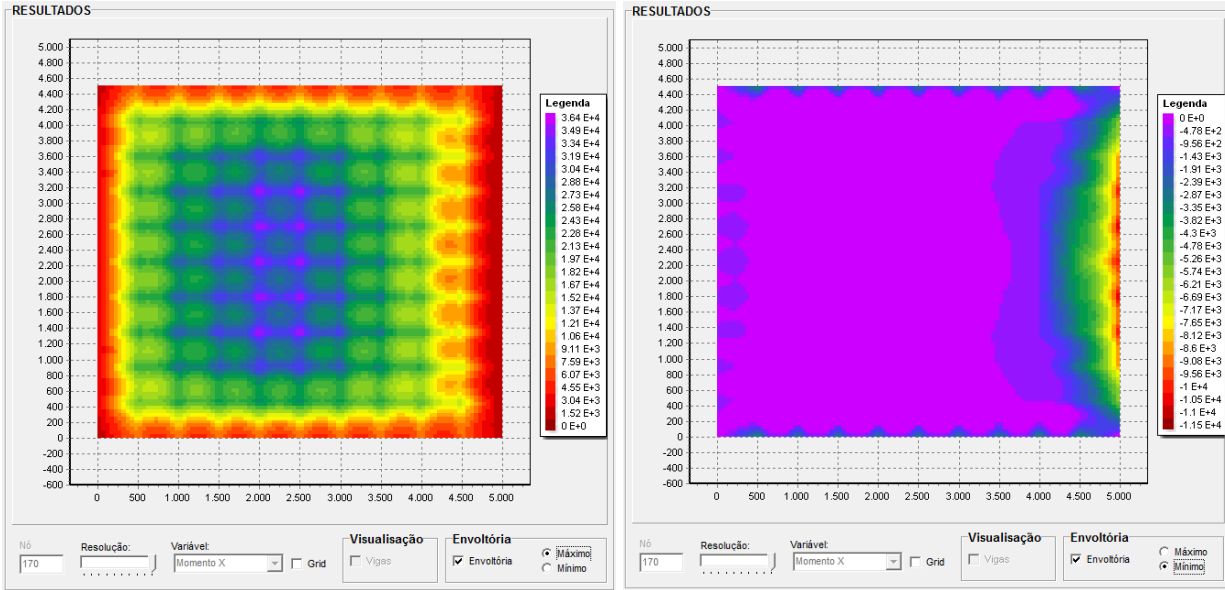 RESULTADOS
5.000
4.800
4.600
4.400
4.200
4.000
3.800
3.600
3.400
3.200
3.000
2.800
2.600
2.400
2.200
2.000
1.800
1.600
1.400
1.200
1.000
800
600
400
200
0
-200
-400
-600
0 500 1.000 1.500 2.000 2.500 3.000 3.500 4.000 4.500 5.000
Legenda
3.64 E+4
3.49 E+4
3.34 E+4
3.19 E+4
3.04 E+4
2.88 E+4
2.73 E+4
2.58 E+4
2.43 E+4
2.28 E+4
2.13 E+4
1.97 E+4
1.82 E+4
1.67 E+4
1.52 E+4
1.37 E+4
1.21 E+4
1.06 E+4
9.11 E+3
7.59 E+3
6.07 E+3
4.55 E+3
3.04 E+3
1.52 E+3
0 E+0
Nó
170
Resolução:
Variável:
Momento X
Grid
Visualisação
Vigas
Envoltória
Envoltória
Máximo
Mínimo
RESULTADOS
5.000
4.800
4.600
4.400
4.200
4.000
3.800
3.600
3.400
3.200
3.000
2.800
2.600
2.400
2.200
2.000
1.800
1.600
1.400
1.200
1.000
800
600
400
200
0
-200
-400
-600
0 500 1.000 1.500 2.000 2.500 3.000 3.500 4.000 4.500 5.000
Legenda
0 E+0
-4.78 E+2
-9.56 E+2
-1.43 E+3
-1.91 E+3
-2.39 E+3
-2.87 E+3
-3.35 E+3
-3.82 E+3
-4.3 E+3
-4.78 E+3
-5.26 E+3
-5.74 E+3
-6.21 E+3
-6.69 E+3
-7.17 E+3
-7.65 E+3
-8.12 E+3
-8.6 E+3
-9.08 E+3
-9.56 E+3
-1 E+4
-1.05 E+4
-1.1 E+4
-1.15 E+4
Nó
170
Resolução:
Variável:
Momento X
Grid
Visualisação
Vigas
Envoltória
Envoltória
Máximo
Mínimo